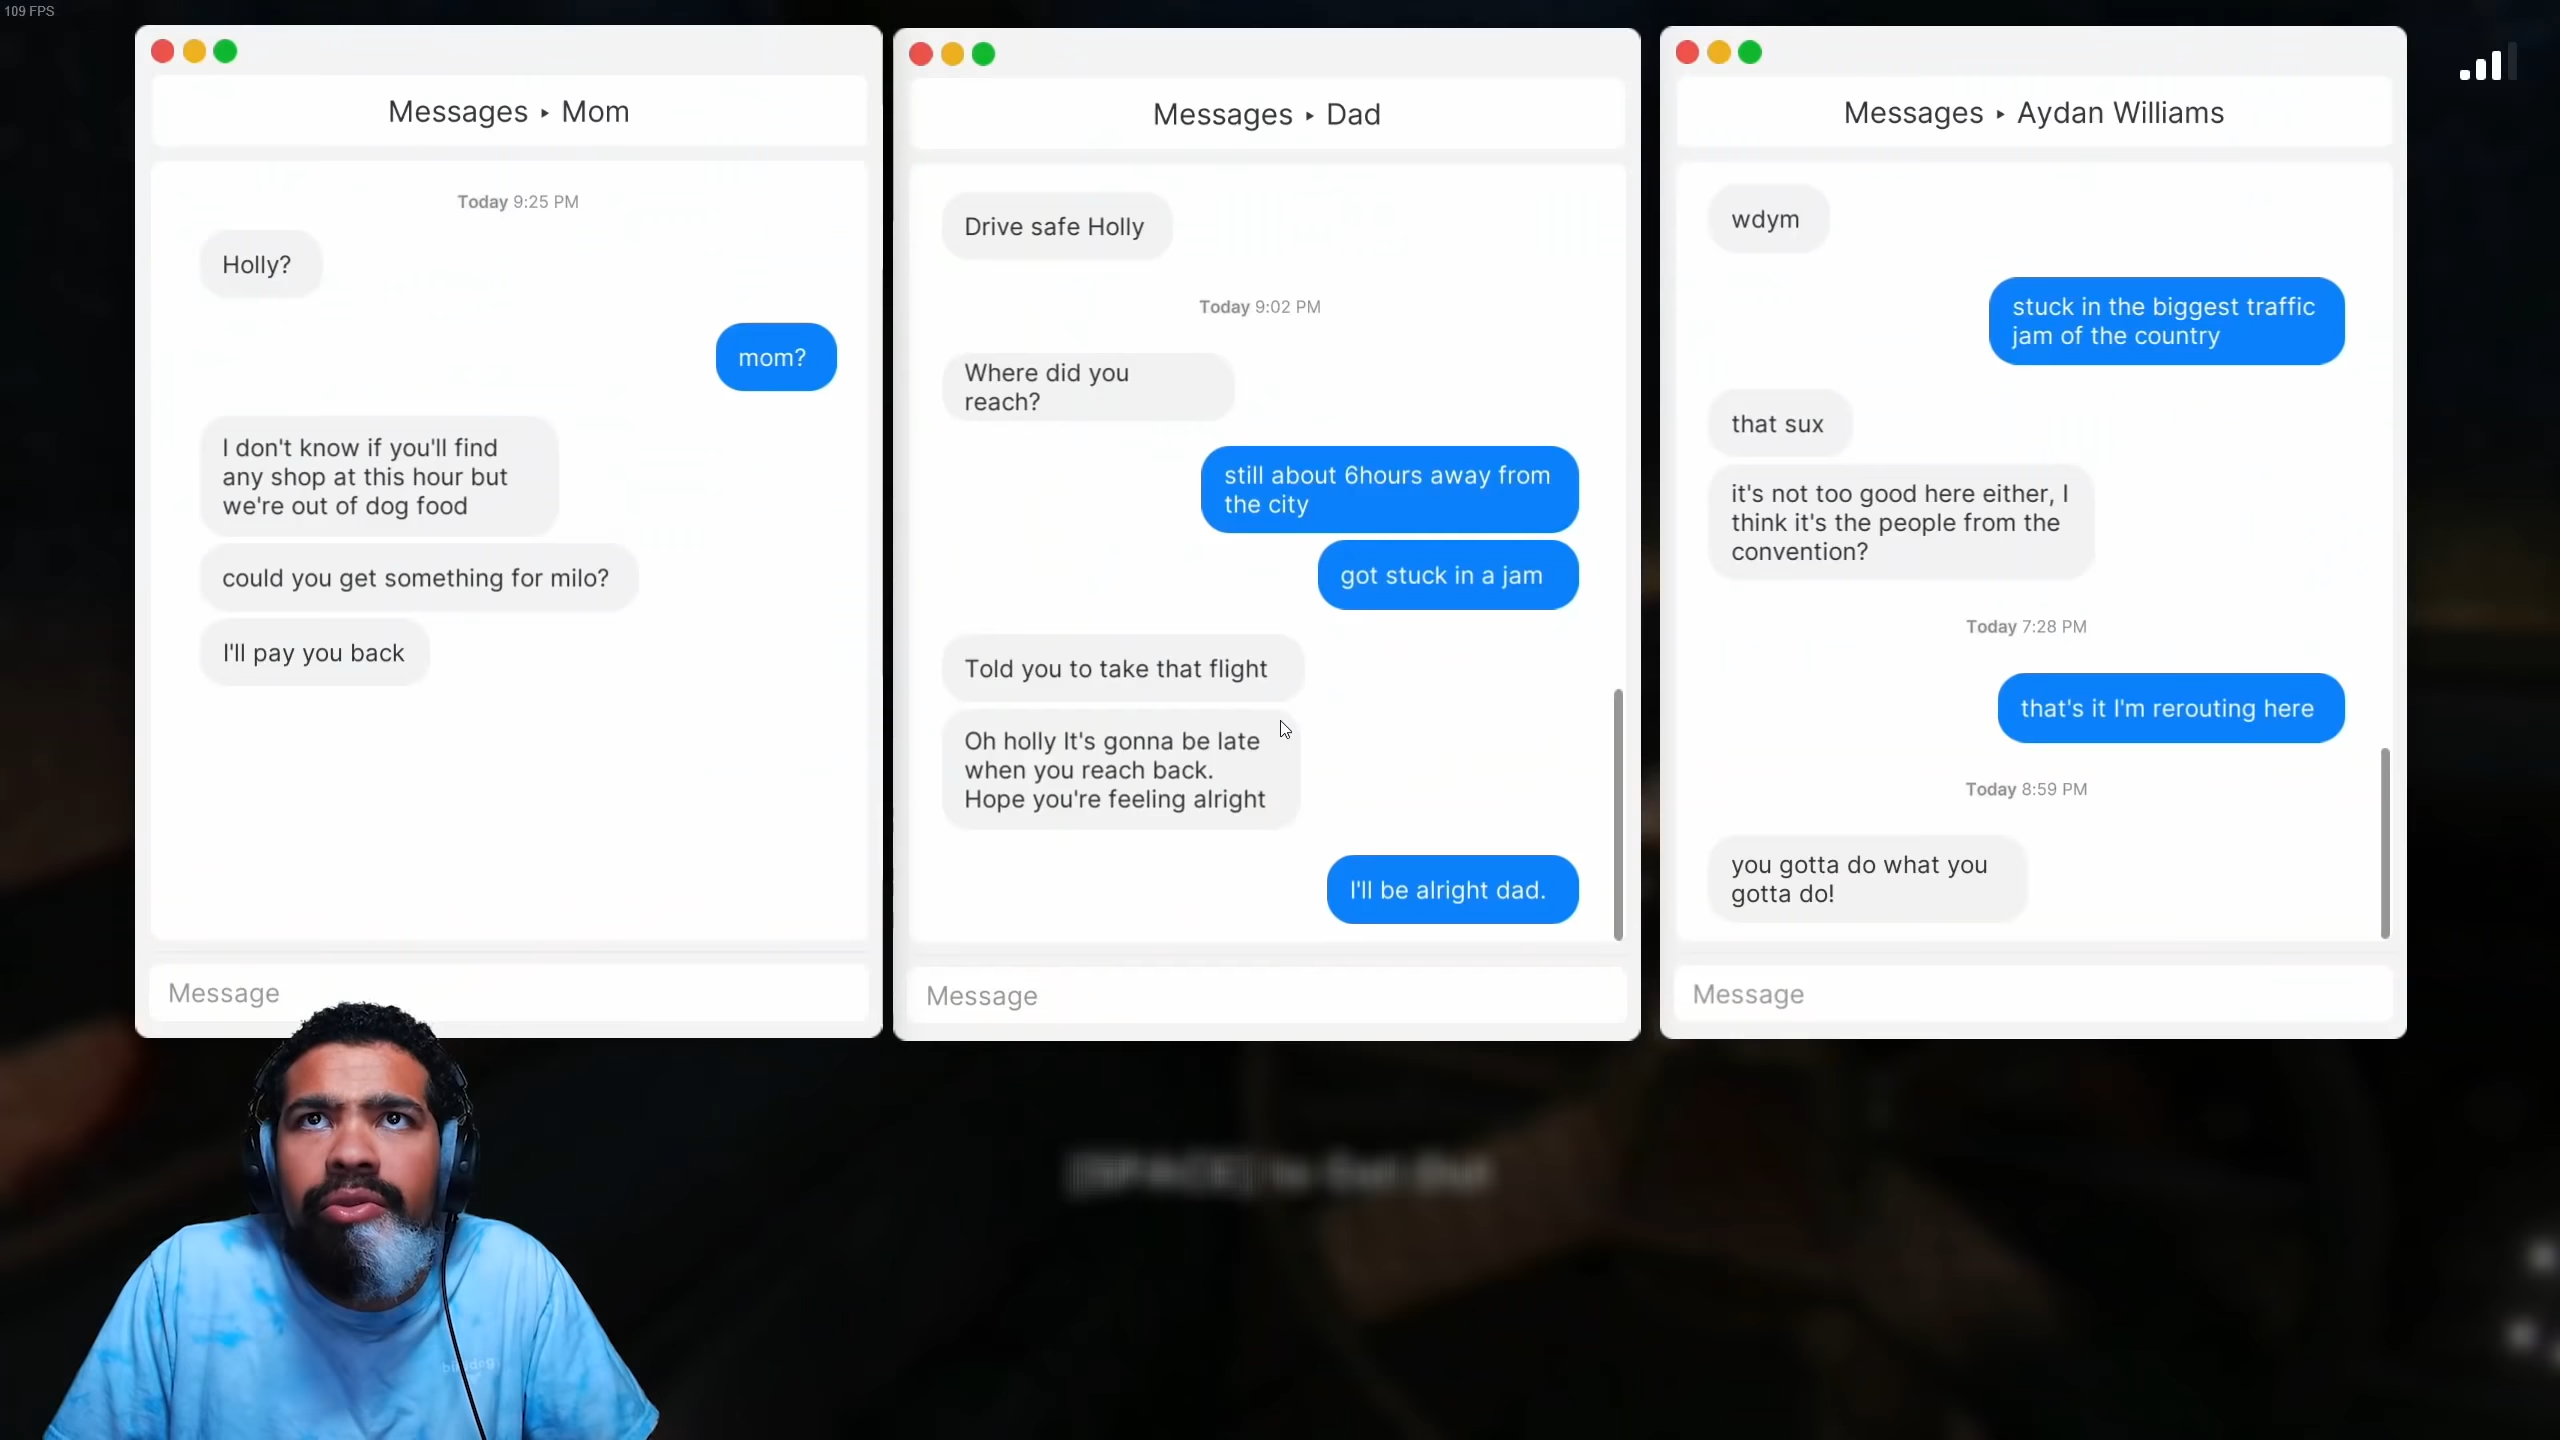 109 FPS
Messages ▸ Mom
Today 9:25 PM
Holly?
mom?
I don't know if you'll find
any shop at this hour but
we're out of dog food
could you get something for milo?
I'll pay you back
Message
Messages ▸ Dad
Drive safe Holly
Today 9:02 PM
Where did you
reach?
still about 6hours away from
the city
got stuck in a jam
Told you to take that flight
Oh holly It's gonna be late
when you reach back.
Hope you're feeling alright
I'll be alright dad.
Message
Messages ▸ Aydan Williams
wdym
stuck in the biggest traffic
jam of the country
that sux
it's not too good here either, I
think it's the people from the
convention?
Today 7:28 PM
that's it I'm rerouting here
Today 8:59 PM
you gotta do what you
gotta do!
Message